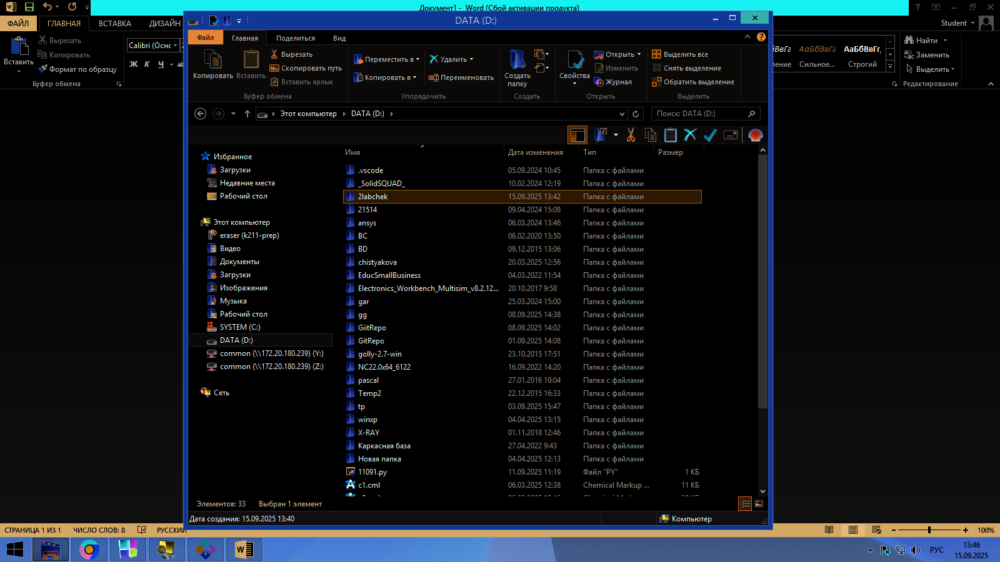 Документ1 - Word (Сбой активации продукта)
ФАЙЛ ГЛАВНАЯ ВСТАВКА ДИЗАЙН
Student
Вставить
Вырезать
Копировать
Формат по образцу
Буфер обмена
Calibri (Оснс
Ж К Ч
АаБбВвГг
АаБбВвГг,
Сильное...
Строгий
Найти
Заменить
Выделить
Редактирование
DATA (D:)
Файл Главная Поделиться Вид
Копировать
Вставить
Вырезать
Скопировать путь
Вставить ярлык
Буфер обмена
Переместить в
Копировать в
Удалить
Переименовать
Упорядочить
Создать папку
Создать
Свойства
Открыть
Изменить
Журнал
Открыть
Выделить все
Снять выделение
Обратить выделение
Выделить
Этот компьютер DATA (D:)
Поиск: DATA (D:)
Избранное
Загрузки
Недавние места
Рабочий стол
Этот компьютер
eraser (k211-prep)
Видео
Документы
Загрузки
Изображения
Музыка
Рабочий стол
SYSTEM (C:)
DATA (D:)
common (\\172.20.180.239) (Y:)
common (\\172.20.180.239) (Z:)
Сеть
Имя Дата изменения Тип Размер
.vscode 05.09.2024 10:45 Папка с файлами
_SolidSQUAD_ 10.02.2024 12:19 Папка с файлами
2labchek 15.09.2025 13:42 Папка с файлами
21514 09.04.2024 15:08 Папка с файлами
ansys 06.03.2024 13:46 Папка с файлами
BC 06.02.2020 13:50 Папка с файлами
BD 09.12.2015 13:06 Папка с файлами
chistyakova 20.03.2025 12:56 Папка с файлами
EducSmallBusiness 04.03.2022 11:54 Папка с файлами
Electronics_Workbench_Multisim_v8.2.12... 20.10.2017 9:58 Папка с файлами
gar 25.03.2024 15:00 Папка с файлами
gg 08.09.2025 14:38 Папка с файлами
GiitRepo 08.09.2025 14:02 Папка с файлами
GitRepo 01.09.2025 14:08 Папка с файлами
golly-2.7-win 23.10.2015 17:51 Папка с файлами
NC22.0x64_6122 16.09.2022 14:20 Папка с файлами
pascal 27.01.2016 10:04 Папка с файлами
Temp2 22.12.2015 16:33 Папка с файлами
tp 03.09.2025 15:47 Папка с файлами
winxp 04.04.2025 13:15 Папка с файлами
X-RAY 01.11.2018 12:46 Папка с файлами
Каркасная база 27.04.2022 9:43 Папка с файлами
Новая папка 04.04.2025 12:13 Папка с файлами
11091.py 11.09.2025 11:19 Файл "PY" 1 КБ
c1.cml 06.03.2025 12:38 Chemical Markup ... 11 КБ
Элементов: 33 Выбран 1 элемент
Дата создания: 15.09.2025 13:40
Компьютер
СТРАНИЦА 1 ИЗ 1 ЧИСЛО СЛОВ: 8 РУССКИЙ
100%
РУС
13:46
15.09.2025